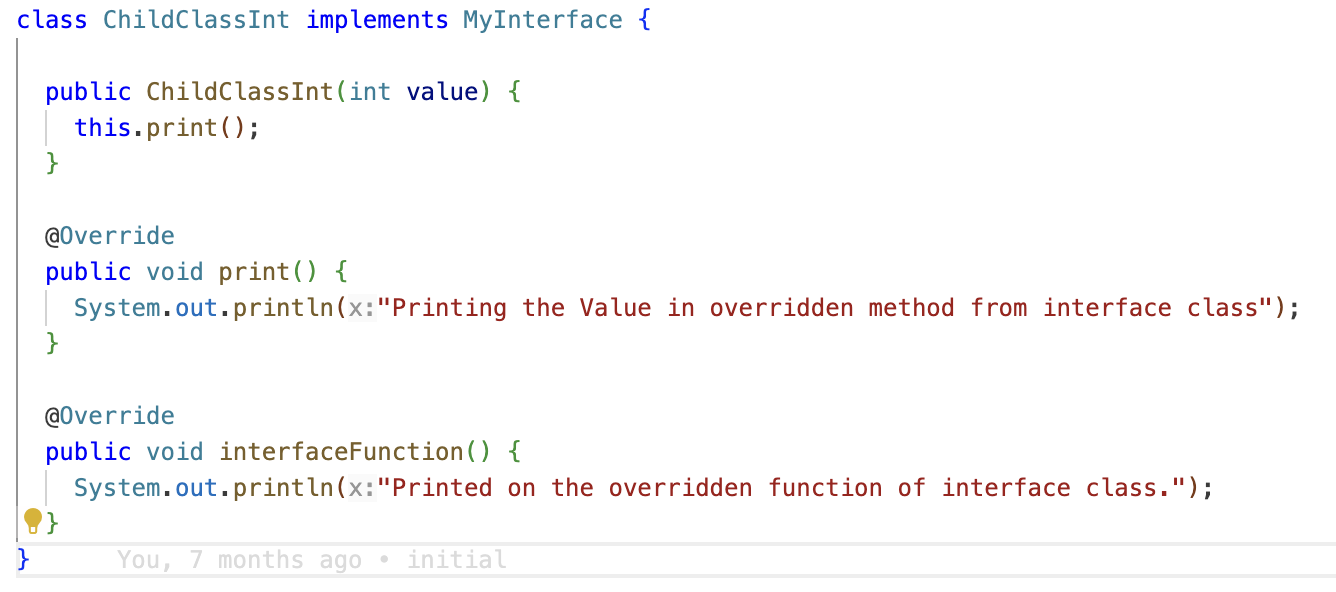 class ChildClassInt implements MyInterface {
public ChildClassInt(int value) {
this.print();
}
@Override
public void print() {
System.out.println(x:"Printing the Value in overridden method from interface class");
}
@Override
public void interfaceFunction() {
System.out.println(x:"Printed on the overridden function of interface class.");
}
} You, 7 months ago • initial